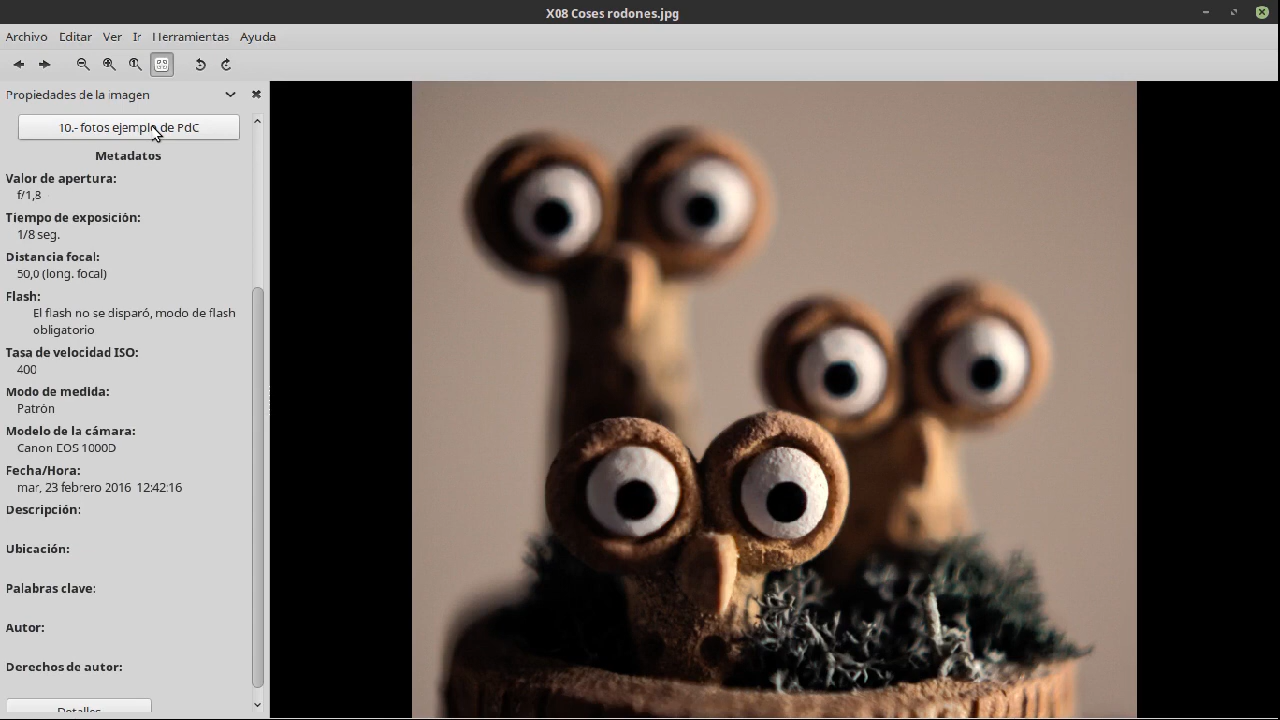 X08 Coses rodones.jpg
Archivo Editar Ver Ir Herramientas Ayuda
Propiedades de la imagen
10.- fotos ejemplo de PdC
Metadatos
Valor de apertura:
f/1,8
Tiempo de exposición:
1/8 seg.
Distancia focal:
50,0 (long. focal)
Flash:
El flash no se disparó, modo de flash
obligatorio
Tasa de velocidad ISO:
400
Modo de medida:
Patrón
Modelo de la cámara:
Canon EOS 1000D
Fecha/Hora:
mar, 23 febrero 2016 12:42:16
Descripción:
Ubicación:
Palabras clave:
Autor:
Derechos de autor:
Detalles